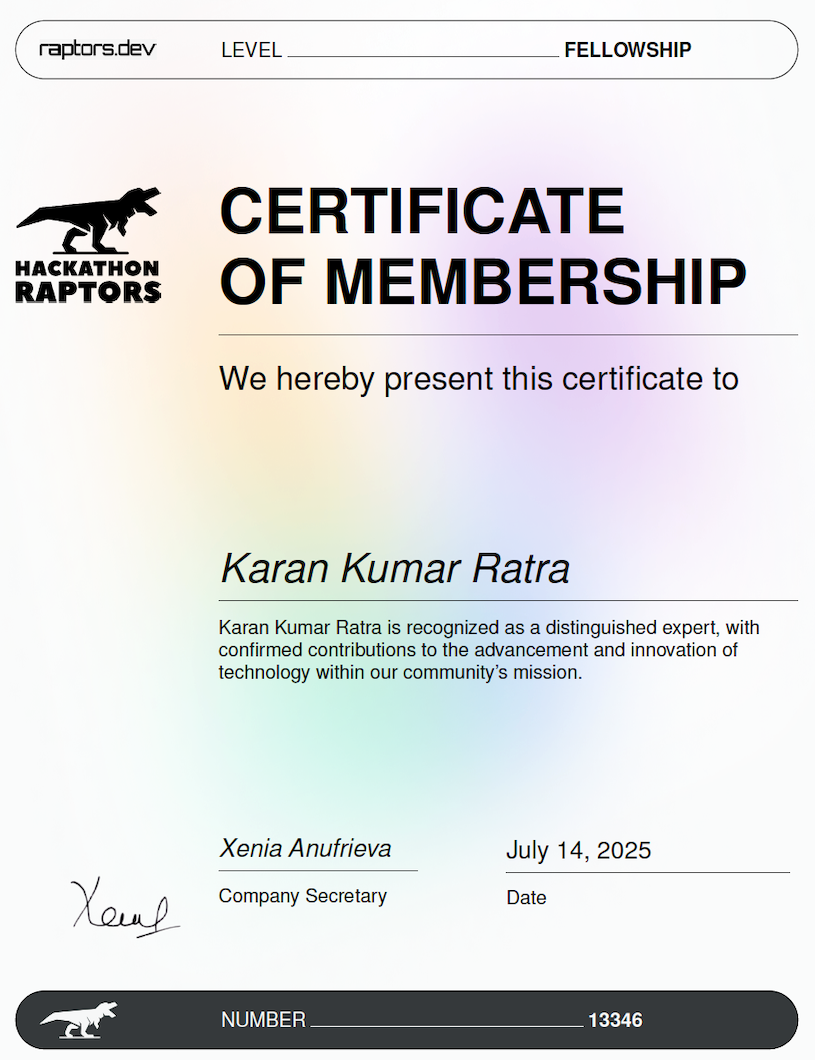 raptors.dev
LEVEL FELLOWSHIP
HACKATHON
RAPTORS
CERTIFICATE
OF MEMBERSHIP
We hereby present this certificate to
Karan Kumar Ratra
Karan Kumar Ratra is recognized as a distinguished expert, with
confirmed contributions to the advancement and innovation of
technology within our community’s mission.
Xenia Anufrieva
July 14, 2025
Company Secretary
Date
NUMBER 13346